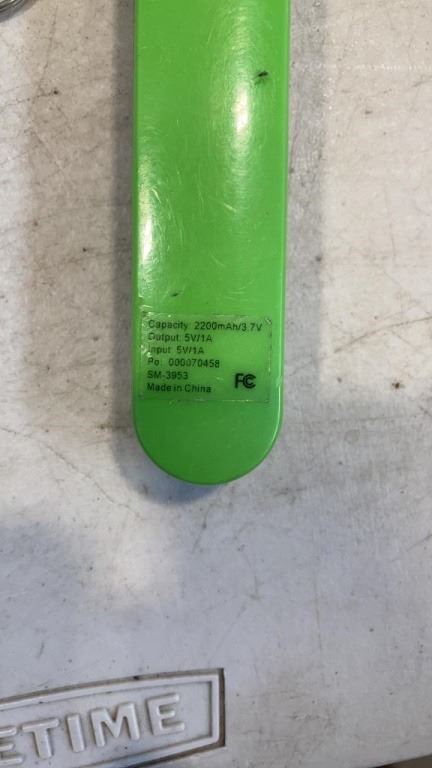 Capacity: 2200mAh/3.7V
Output: 5V/1A
Input: 5V/1A
Po: 000070458
SM-3953
Made in China
FC
ETIME